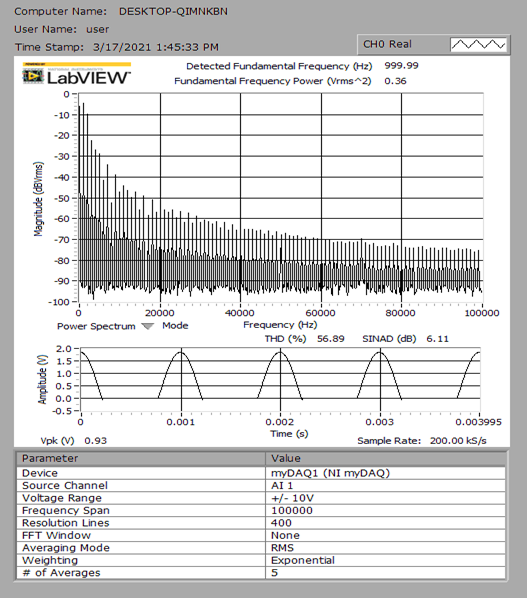 Computer Name: DESKTOP-QIMNKBN
User Name: user
Time Stamp: 3/17/2021 1:45:33 PM
CH0 Real
LabVIEW
Detected Fundamental Frequency (Hz) 999.99
Fundamental Frequency Power (Vrms^2) 0.36
Magnitude (dBVrms)
0
-10
-20
-30
-40
-50
-60
-70
-80
-90
-100
0 20000 40000 60000 80000 100000
Power Spectrum Mode Frequency (Hz)
THD (%) 56.89 SINAD (dB) 6.11
Amplitude (V)
2.0
1.5
1.0
0.5
0.0
-0.5
0 0.001 0.002 0.003 0.003995
Time (s)
Vpk (V) 0.93 Sample Rate: 200.00 kS/s
Parameter Value
Device myDAQ1 (NI myDAQ)
Source Channel AI 1
Voltage Range +/- 10V
Frequency Span 100000
Resolution Lines 400
FFT Window None
Averaging Mode RMS
Weighting Exponential
# of Averages 5